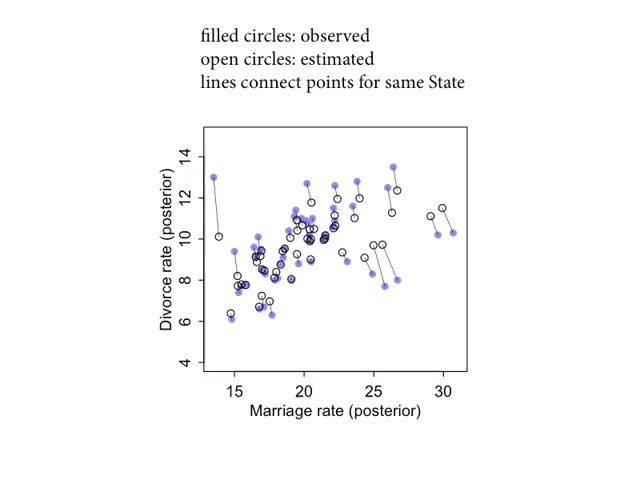 filled circles: observed
open circles: estimated
lines connect points for same State
14
12
10
8
6
4
Divorce rate (posterior)
15 20 25 30
Marriage rate (posterior)